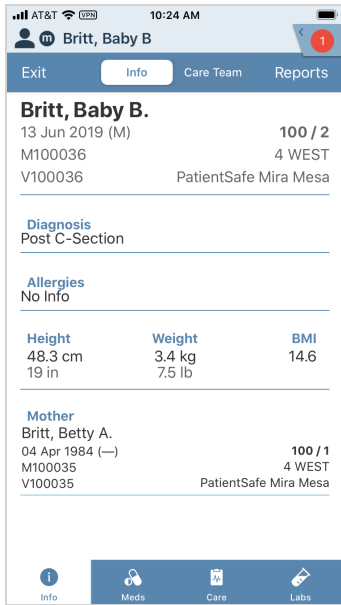 AT&T VPN 10:24 AM
m Britt, Baby B 1
Exit Info Care Team Reports
Britt, Baby B.
13 Jun 2019 (M) 100 / 2
M100036 4 WEST
V100036 PatientSafe Mira Mesa
Diagnosis
Post C-Section
Allergies
No Info
Height Weight BMI
48.3 cm 3.4 kg 14.6
19 in 7.5 lb
Mother
Britt, Betty A.
04 Apr 1984 (—) 100 / 1
M100035 4 WEST
V100035 PatientSafe Mira Mesa
Info Meds Care Labs